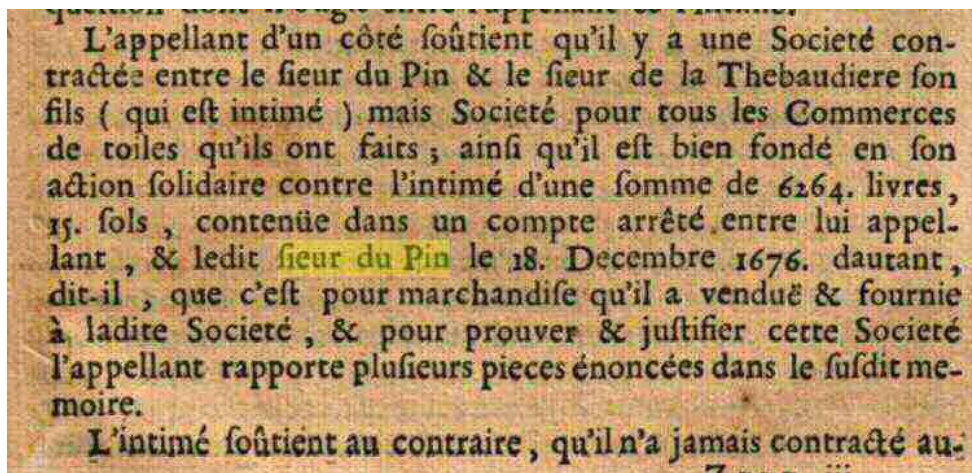 L'appellant d'un côté ſoûtient qu'il y a une Societé con-
tractée entre le ſieur du Pin & le ſieur de la Thebaudiere ſon
fils ( qui eſt intimé ) mais Societé pour tous les Commerces
de toiles qu'ils ont faits ; ainſi qu'il eſt bien fondé en ſon
action ſolidaire contre l'intimé d'une ſomme de 6264. livres,
15. ſols , contenüe dans un compte arrêté entre lui appel-
lant , & ledit ſieur du Pin le 18. Decembre 1676. dautant,
dit-il , que c'eſt pour marchandiſe qu'il a venduë & fournie
à ladite Societé , & pour prouver & juſtifier cette Societé
l'appellant rapporte pluſieurs pieces énoncées dans le ſuſdit me-
moire.
L'intimé ſoûtient au contraire , qu'il n'a jamais contracté au-